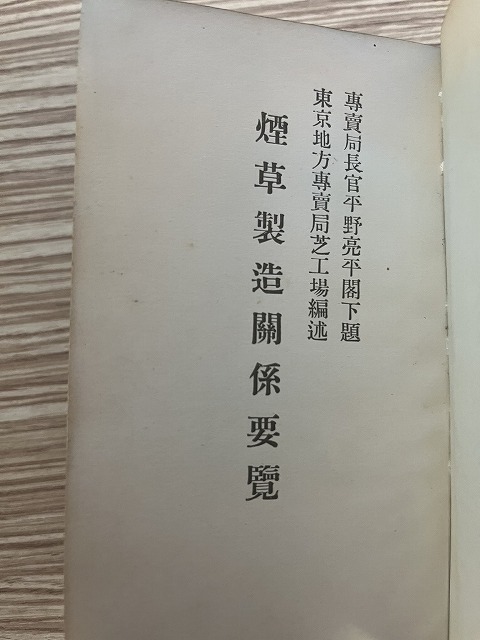 專賣局長官平野亮平閣下題
東京地方專賣局芝工場編述
煙草製造關係要覽